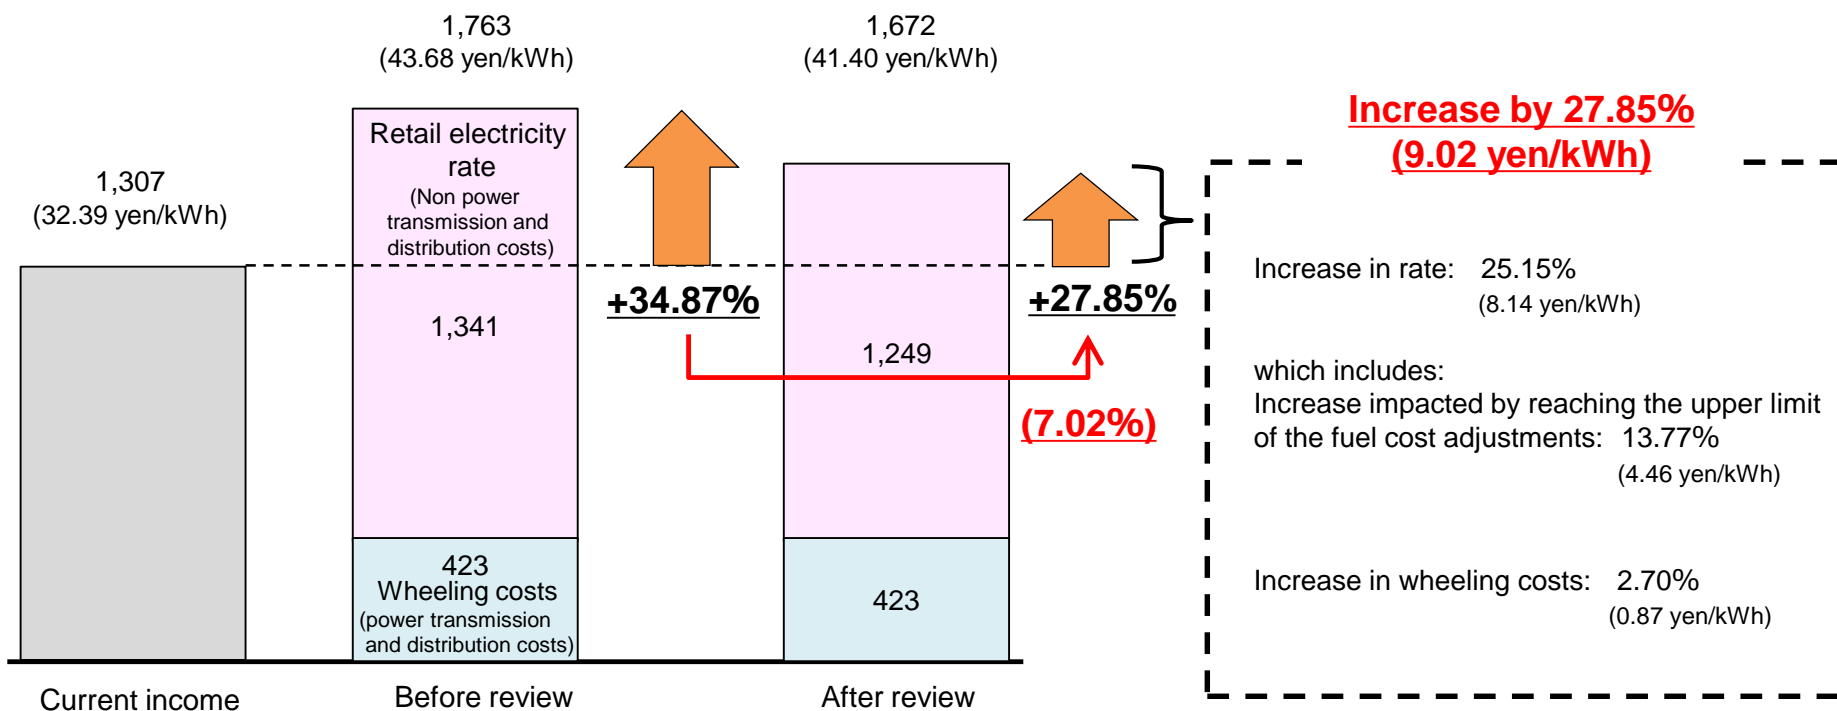 1,307
(32.39 yen/kWh)
1,763
(43.68 yen/kWh)
Retail electricity
rate
(Non power
transmission and
distribution costs)
1,341
423
Wheeling costs
(power transmission
and distribution costs)
+34.87%
1,672
(41.40 yen/kWh)
1,249
423
+27.85%
(7.02%)
Current income
Before review
After review
Increase by 27.85%
(9.02 yen/kWh)
Increase in rate: 25.15%
(8.14 yen/kWh)
which includes:
Increase impacted by reaching the upper limit
of the fuel cost adjustments: 13.77%
(4.46 yen/kWh)
Increase in wheeling costs: 2.70%
(0.87 yen/kWh)